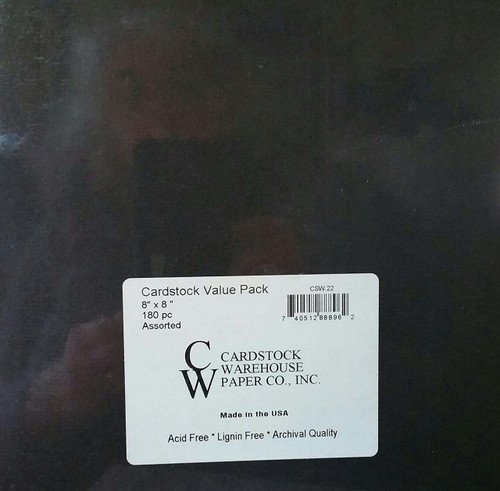 Cardstock Value Pack
8" x 8 "
180 pc
Assorted
CSW 22
7 40512 88896 2
CW
CARDSTOCK
WAREHOUSE
PAPER CO., INC.
Made in the USA
Acid Free * Lignin Free * Archival Quality